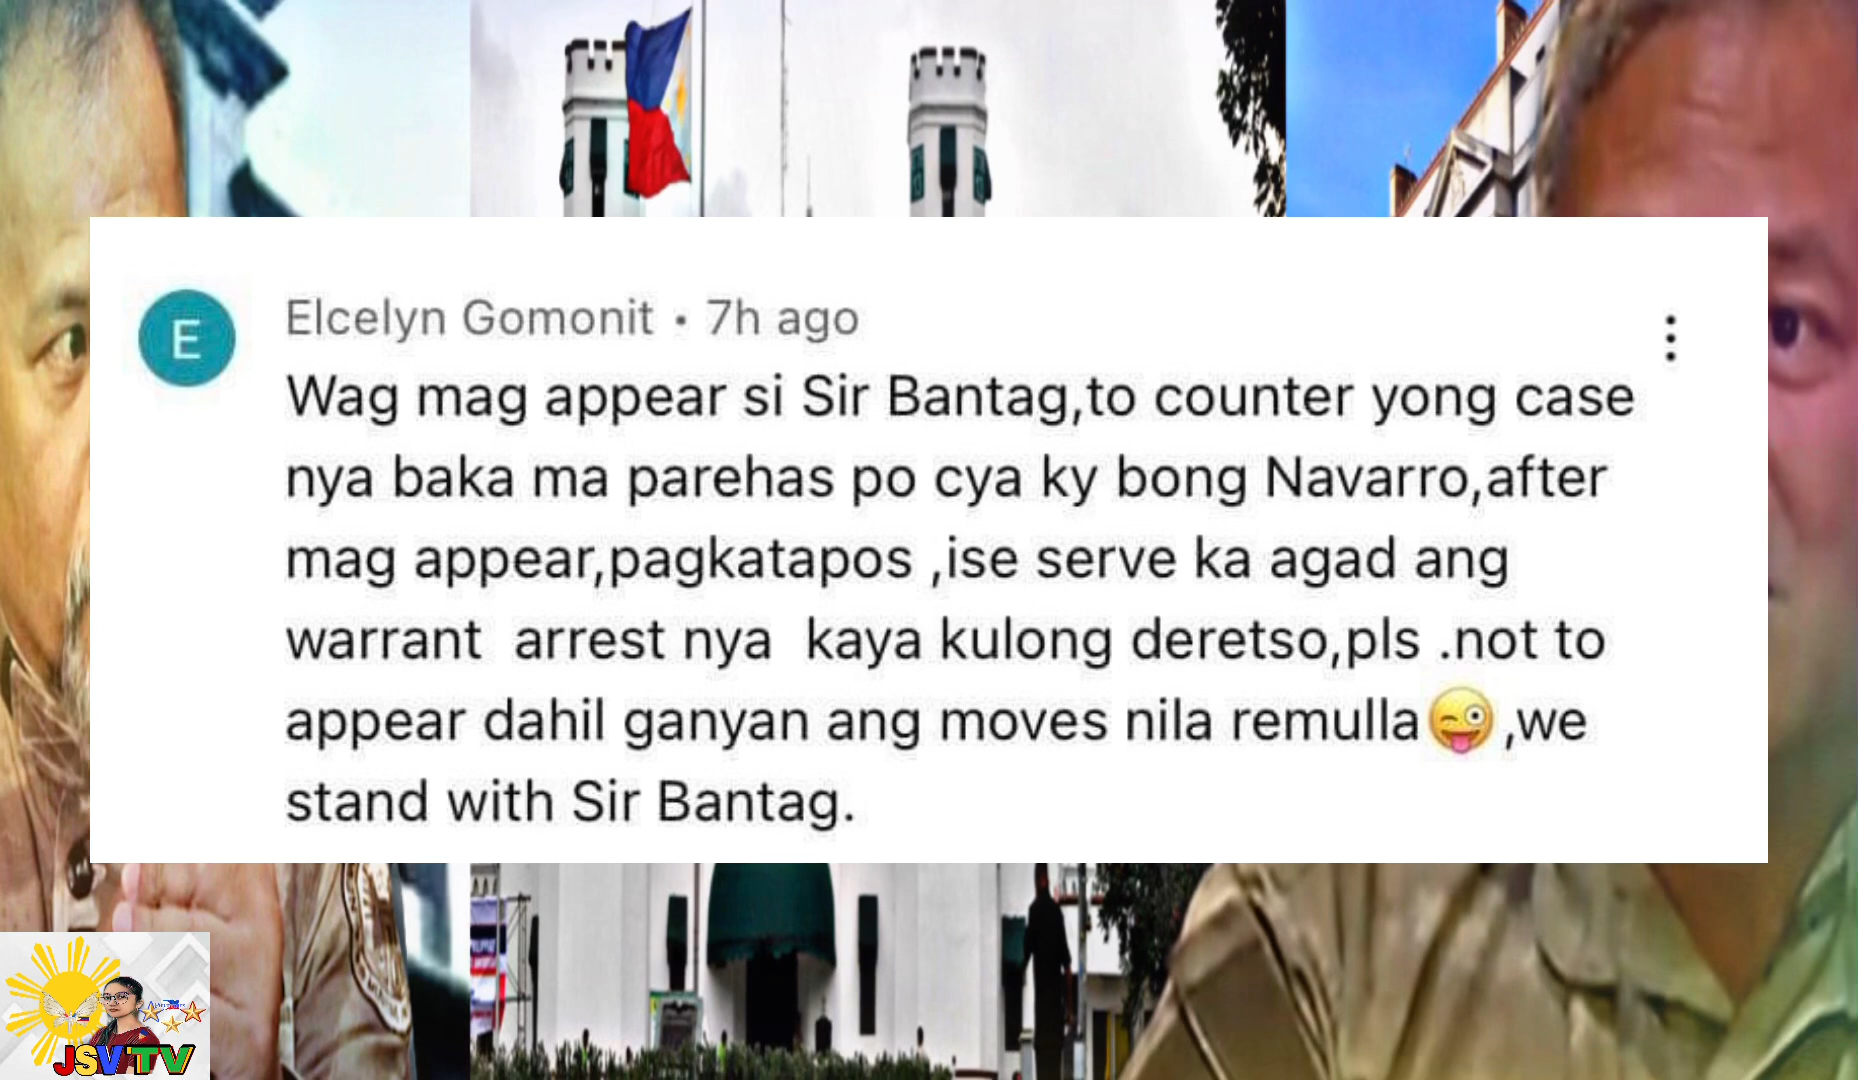 E
Elcelyn Gomonit • 7h ago
Wag mag appear si Sir Bantag,to counter yong case
nya baka ma parehas po cya ky bong Navarro,after
mag appear,pagkatapos ,ise serve ka agad ang
warrant  arrest nya  kaya kulong deretso,pls .not to
appear dahil ganyan ang moves nila remulla😜,we
stand with Sir Bantag.
JSV TV